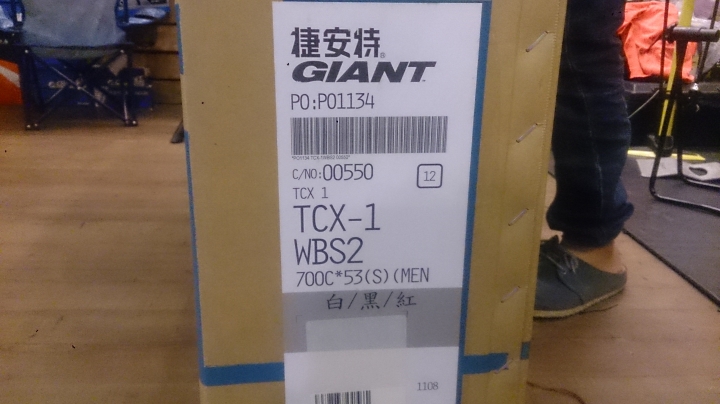 捷安特
GIANT
PO:PO1134
C/NO:00550
12
TCX 1
TCX-1
WBS2
700C*53(S)(MEN
白/黑/紅
1108